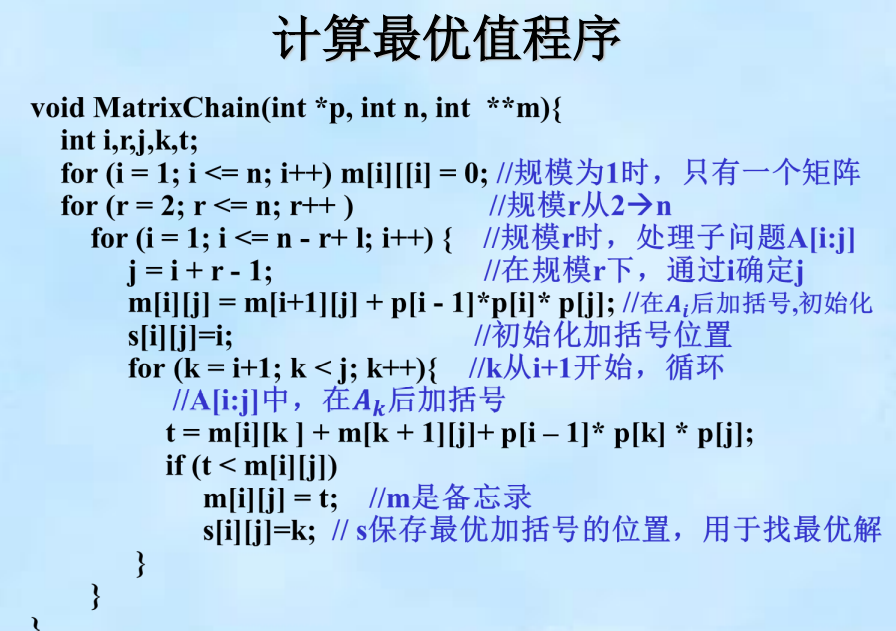 计算最优值程序
void MatrixChain(int *p, int n, int **m){
int i,r,j,k,t;
for (i = 1; i <= n; i++) m[i][[i] = 0; //规模为1时，只有一个矩阵
for (r = 2; r <= n; r++ ) //规模r从2→n
for (i = 1; i <= n - r+ l; i++) { //规模r时，处理子问题A[i:j]
j = i + r - 1; //在规模r下，通过i确定j
m[i][j] = m[i+1][j] + p[i - 1]*p[i]* p[j]; //在Aᵢ后加括号,初始化
s[i][j]=i; //初始化加括号位置
for (k = i+1; k < j; k++){ //k从i+1开始，循环
//A[i:j]中，在Aₖ后加括号
t = m[i][k ] + m[k + 1][j]+ p[i – 1]* p[k] * p[j];
if (t < m[i][j])
m[i][j] = t; //m是备忘录
s[i][j]=k; // s保存最优加括号的位置，用于找最优解
}
}
}